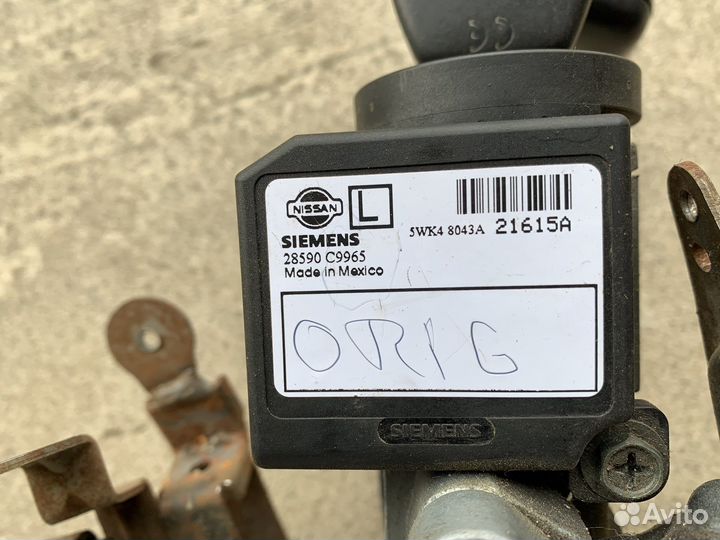 NISSAN L
SIEMENS
28590 C9965
Made in Mexico
5WK4 8043A 21615A
ORIG
SIEMENS
Avito